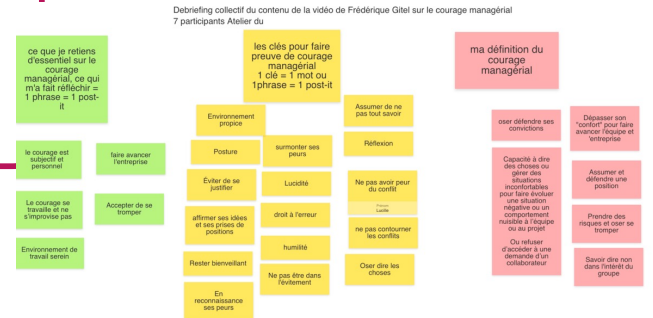 Debriefing collectif du contenu de la vidéo de Frédérique Gitel sur le courage managérial
7 participants Atelier du
ce que je retiens
d'essentiel sur le
courage
managérial, ce qui
m'a fait réfléchir =
1 phrase = 1 post-
it
le courage est
subjectif et
personnel
faire avancer
l'entreprise
Le courage se
travaille et ne
s'improvise pas
Accepter de se
tromper
Environnement de
travail serein
les clés pour faire
preuve de courage
managérial
1 clé = 1 mot ou
1phrase = 1 post-it
Environnement
propice
Posture
Éviter de se
justifier
affirmer ses idées
et ses prises de
positions
Rester bienveillant
En
reconnaissance
ses peurs
surmonter ses
peurs
Lucidité
droit à l'erreur
humilité
Ne pas être dans
l'évitement
Assumer de ne
pas tout savoir
Réflexion
Ne pas avoir peur
du conflit
Lucile
ne pas contourner
les conflits
Oser dire les
choses
ma définition du
courage
managérial
oser défendre ses
convictions
Capacité à dire
des choses ou
gérer des
situations
inconfortables
pour faire évoluer
une situation
négative ou un
comportement
nuisible à l'équipe
ou au projet
Ou refuser
d'accéder à une
demande d'un
collaborateur
Dépasser son
"confort" pour faire
avancer l'équipe et
'entreprise
Assumer et
défendre une
position
Prendre des
risques et oser se
tromper
Savoir dire non
dans l'intérêt du
groupe